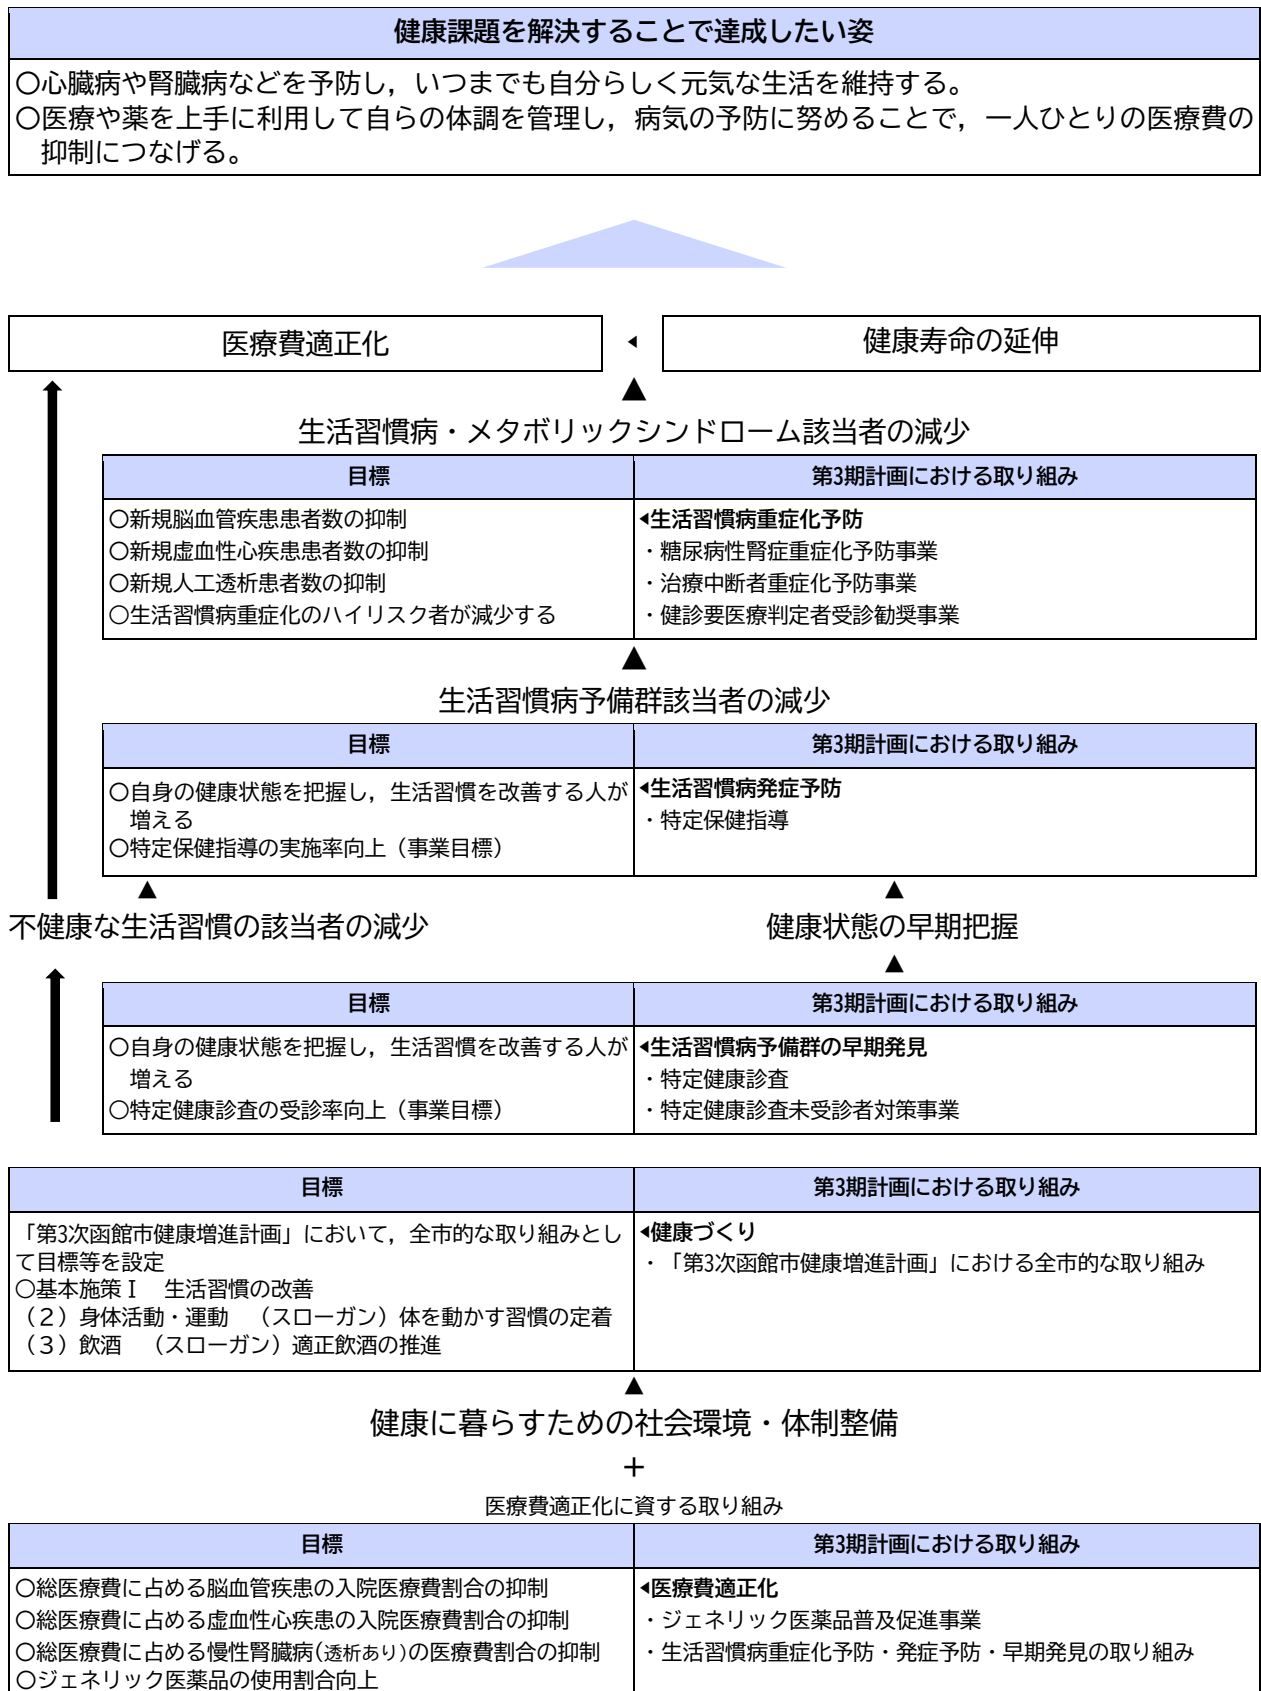 健康課題を解決することで達成したい姿
○心臓病や腎臓病などを予防し，いつまでも自分らしく元気な生活を維持する。
○医療や薬を上手に利用して自らの体調を管理し，病気の予防に努めることで，一人ひとりの医療費の
抑制につなげる。
医療費適正化
◀
健康寿命の延伸
▲
生活習慣病・メタボリックシンドローム該当者の減少
目標
第3期計画における取り組み
○新規脳血管疾患患者数の抑制
○新規虚血性心疾患患者数の抑制
○新規人工透析患者数の抑制
○生活習慣病重症化のハイリスク者が減少する
◀生活習慣病重症化予防
・糖尿病性腎症重症化予防事業
・治療中断者重症化予防事業
・健診要医療判定者受診勧奨事業
▲
生活習慣病予備群該当者の減少
目標
第3期計画における取り組み
○自身の健康状態を把握し，生活習慣を改善する人が
増える
○特定保健指導の実施率向上（事業目標）
◀生活習慣病発症予防
・特定保健指導
▲
▲
不健康な生活習慣の該当者の減少
健康状態の早期把握
▲
目標
第3期計画における取り組み
○自身の健康状態を把握し，生活習慣を改善する人が
増える
○特定健康診査の受診率向上（事業目標）
◀生活習慣病予備群の早期発見
・特定健康診査
・特定健康診査未受診者対策事業
目標
第3期計画における取り組み
「第3次函館市健康増進計画」において，全市的な取り組みとし
て目標等を設定
○基本施策Ⅰ　生活習慣の改善
（２）身体活動・運動　（スローガン）体を動かす習慣の定着
（３）飲酒　（スローガン）適正飲酒の推進
◀健康づくり
・「第3次函館市健康増進計画」における全市的な取り組み
▲
健康に暮らすための社会環境・体制整備
＋
医療費適正化に資する取り組み
目標
第3期計画における取り組み
○総医療費に占める脳血管疾患の入院医療費割合の抑制
○総医療費に占める虚血性心疾患の入院医療費割合の抑制
○総医療費に占める慢性腎臓病(透析あり)の医療費割合の抑制
○ジェネリック医薬品の使用割合向上
◀医療費適正化
・ジェネリック医薬品普及促進事業
・生活習慣病重症化予防・発症予防・早期発見の取り組み